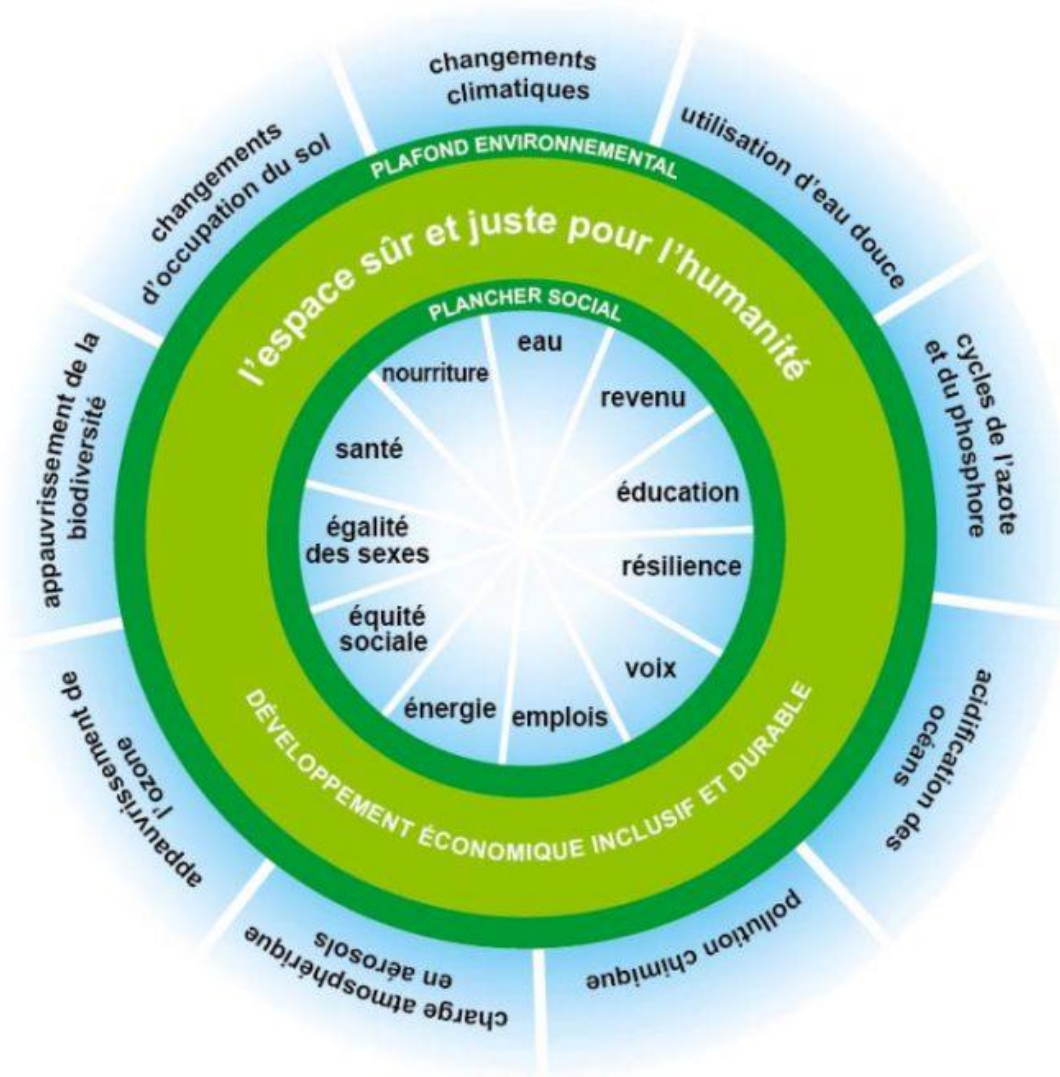 changements
climatiques
utilisation d'eau douce
cycles de l'azote
et du phosphore
acidification des
océans
pollution chimique
charge atmosphérique
en aérosols
appauvrissement de
l'ozone
appauvrissement de la
biodiversité
changements
d'occupation du sol
PLAFOND ENVIRONNEMENTAL
l'espace sûr et juste pour l'humanité
PLANCHER SOCIAL
eau
revenu
éducation
résilience
voix
emplois
énergie
équité
sociale
égalité
des sexes
santé
nourriture
DÉVELOPPEMENT ÉCONOMIQUE INCLUSIF ET DURABLE